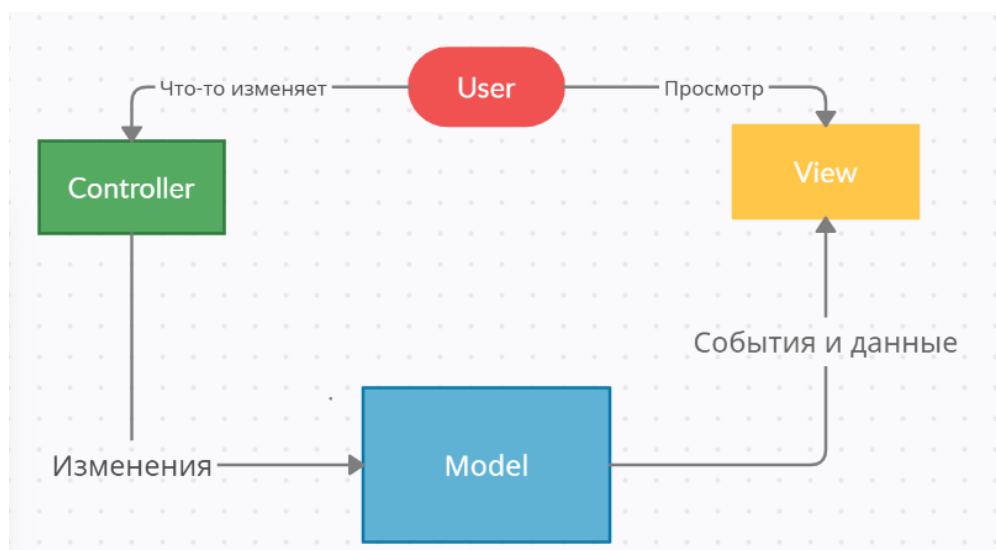 User
Что-то изменяет
Просмотр
Controller
View
События и данные
Изменения
Model